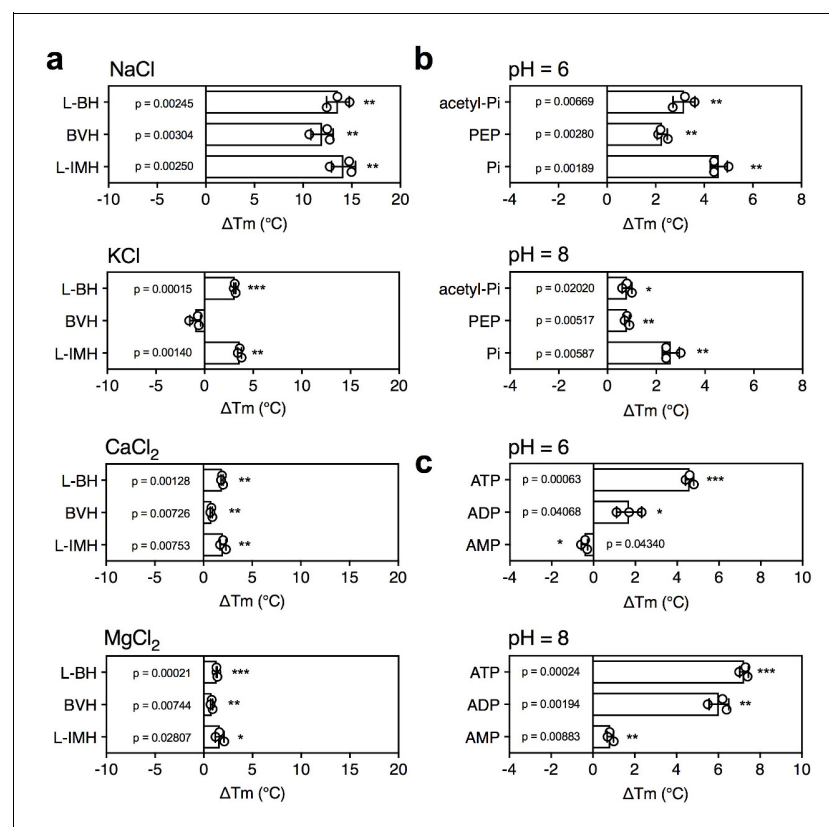 a
NaCl
L-BH p = 0.00245 **
BVH p = 0.00304 **
L-IMH p = 0.00250 **
-10 -5 0 5 10 15 20
ΔTm (°C)
KCl
L-BH p = 0.00015 ***
BVH
L-IMH p = 0.00140 **
-10 -5 0 5 10 15 20
ΔTm (°C)
CaCl2
L-BH p = 0.00128 **
BVH p = 0.00726 **
L-IMH p = 0.00753 **
-10 -5 0 5 10 15 20
ΔTm (°C)
MgCl2
L-BH p = 0.00021 ***
BVH p = 0.00744 **
L-IMH p = 0.02807 *
-10 -5 0 5 10 15 20
ΔTm (°C)
b
pH = 6
acetyl-Pi p = 0.00669 **
PEP p = 0.00280 **
Pi p = 0.00189 **
-4 -2 0 2 4 6 8
ΔTm (°C)
pH = 8
acetyl-Pi p = 0.02020 *
PEP p = 0.00517 **
Pi p = 0.00587 **
-4 -2 0 2 4 6 8
ΔTm (°C)
c
pH = 6
ATP p = 0.00063 ***
ADP p = 0.04068 *
AMP * p = 0.04340
-4 -2 0 2 4 6 8 10
ΔTm (°C)
pH = 8
ATP p = 0.00024 ***
ADP p = 0.00194 **
AMP p = 0.00883 **
-4 -2 0 2 4 6 8 10
ΔTm (°C)